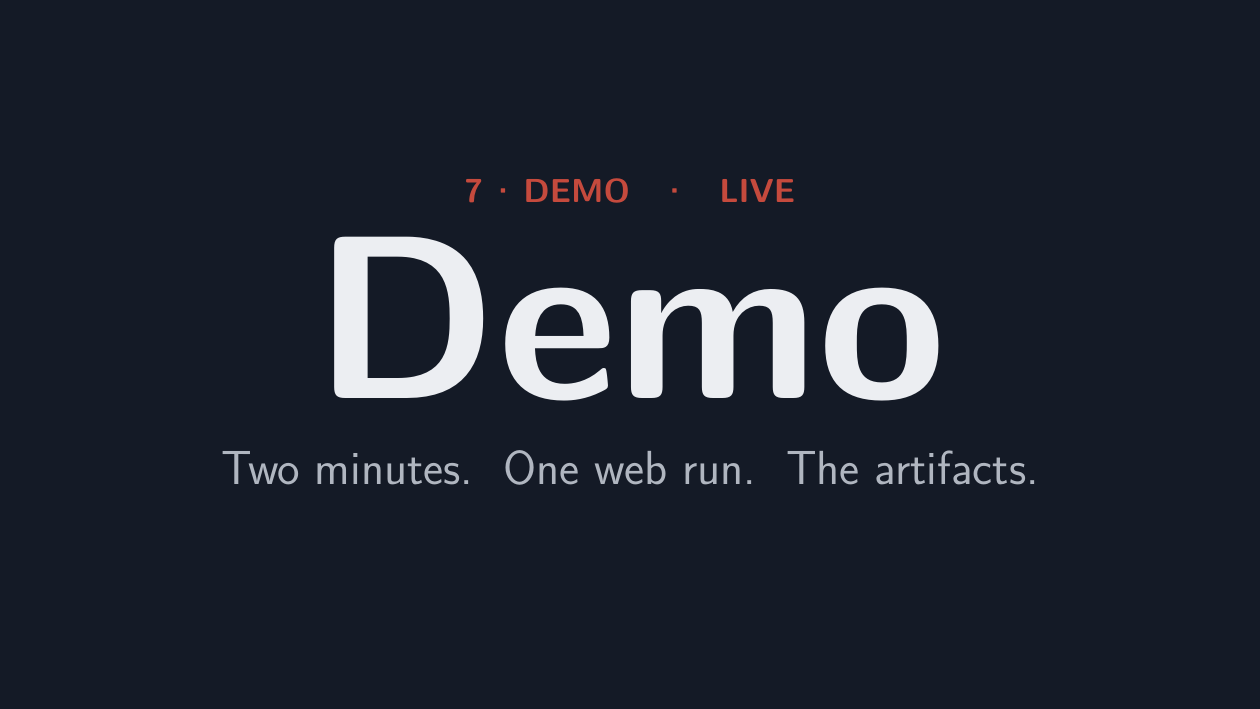 7 · DEMO · LIVE
Demo
Two minutes. One web run. The artifacts.